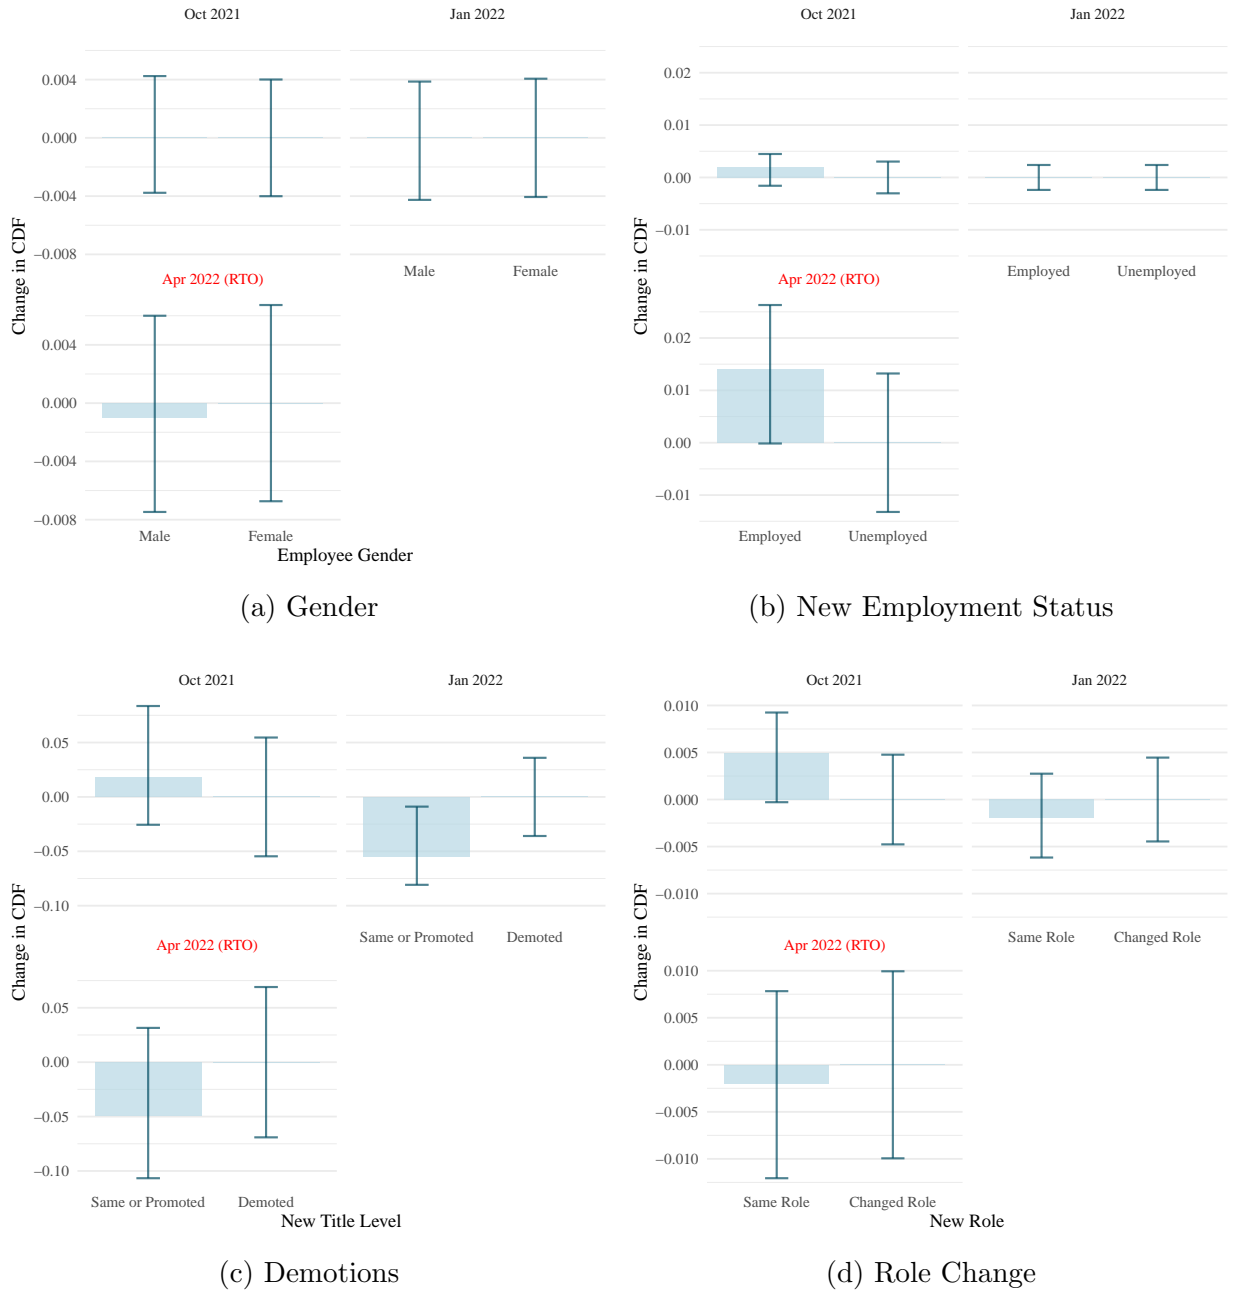 Oct 2021
Jan 2022
0.004
0.000
−0.004
−0.008
Male
Female
Apr 2022 (RTO)
0.004
0.000
−0.004
−0.008
Male
Female
Change in CDF
Employee Gender
(a) Gender
Oct 2021
Jan 2022
0.02
0.01
0.00
−0.01
Employed
Unemployed
Apr 2022 (RTO)
0.02
0.01
0.00
−0.01
Employed
Unemployed
Change in CDF
(b) New Employment Status
Oct 2021
Jan 2022
0.05
0.00
−0.05
−0.10
Same or Promoted
Demoted
Apr 2022 (RTO)
0.05
0.00
−0.05
−0.10
Same or Promoted
Demoted
Change in CDF
New Title Level
(c) Demotions
Oct 2021
Jan 2022
0.010
0.005
0.000
−0.005
−0.010
Same Role
Changed Role
Apr 2022 (RTO)
0.010
0.005
0.000
−0.005
−0.010
Same Role
Changed Role
Change in CDF
New Role
(d) Role Change